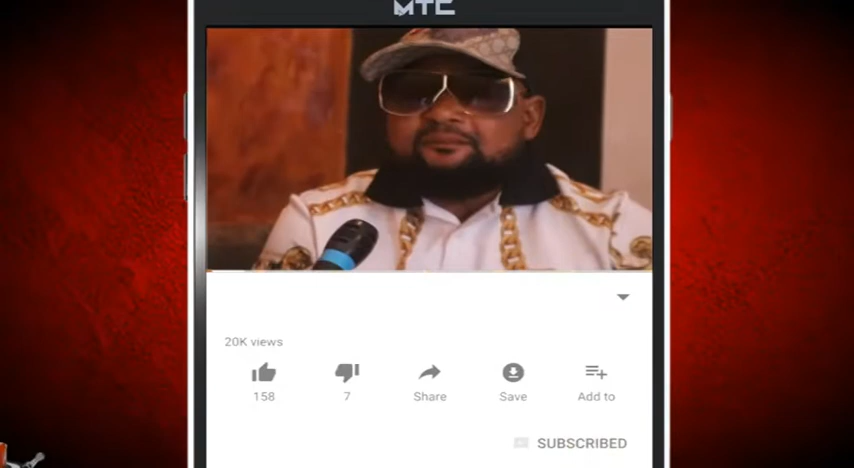 MTC
20K views
158
7
Share
Save
Add to
SUBSCRIBED